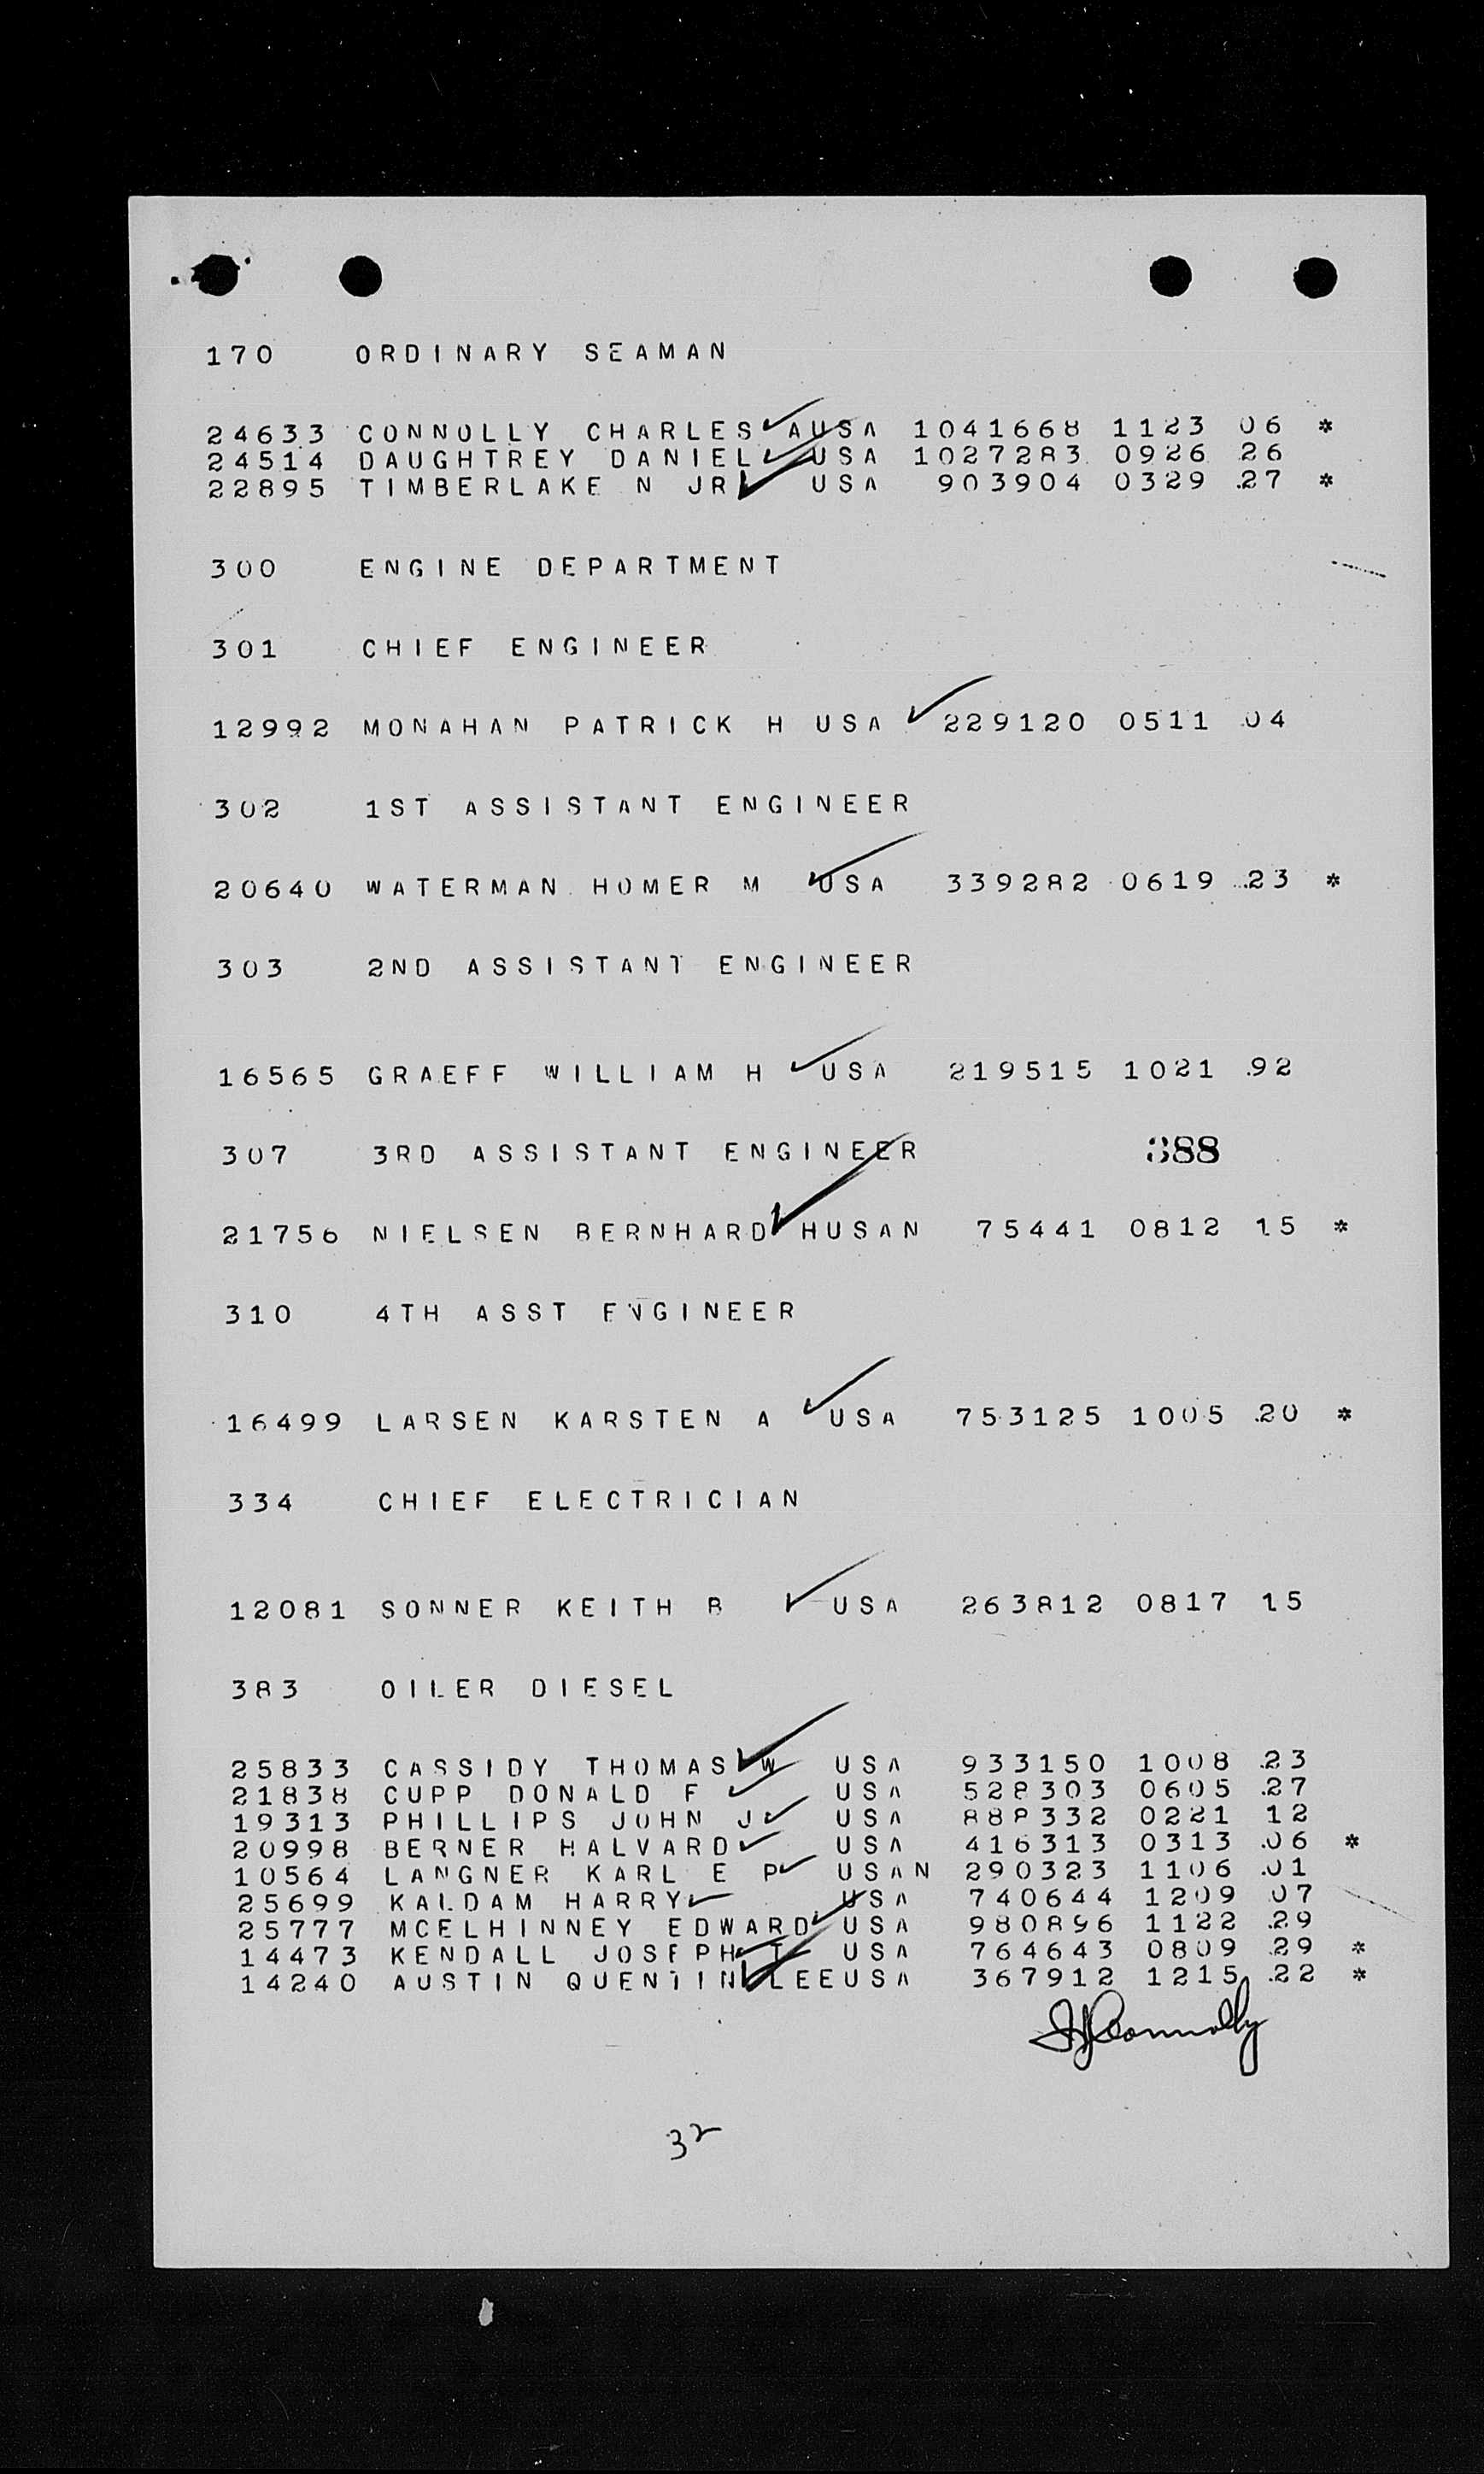 170 ORDINARY SEAMAN
24633 CONNOLLY CHARLES AUSA 1041668 1123 06 *
24514 DAUGHTREY DANIEL USA 1027283 0926 26
22895 TIMBERLAKE N JR USA 903904 0329 27 *
300 ENGINE DEPARTMENT
301 CHIEF ENGINEER
12992 MONAHAN PATRICK H USA 229120 0511 04
302 1ST ASSISTANT ENGINEER
20640 WATERMAN HOMER M USA 339282 0619 23 *
303 2ND ASSISTANT ENGINEER
16565 GRAEFF WILLIAM H USA 219515 1021 92
307 3RD ASSISTANT ENGINEER 388
21756 NIELSEN BERNHARD HUSAN 75441 0812 15 *
310 4TH ASST ENGINEER
16499 LARSEN KARSTEN A USA 753125 1005 20 *
334 CHIEF ELECTRICIAN
12081 SONNER KEITH B USA 263812 0817 15
383 OILER DIESEL
25833 CASSIDY THOMAS W USA 933150 1008 23
21838 CUPP DONALD F USA 528303 0605 27
19313 PHILLIPS JOHN J USA 888332 0221 12
20998 BERNER HALVARD USA 416313 0313 06 *
10564 LANGNER KARL E P USAN 290323 1106 01
25699 KALDAM HARRY USA 740644 1209 07
25777 MCELHINNEY EDWARD USA 980896 1122 29
14473 KENDALL JOSEPH T USA 764643 0809 29 *
14240 AUSTIN QUENTIN LEEUSA 367912 1215 22 *
Connolly
32